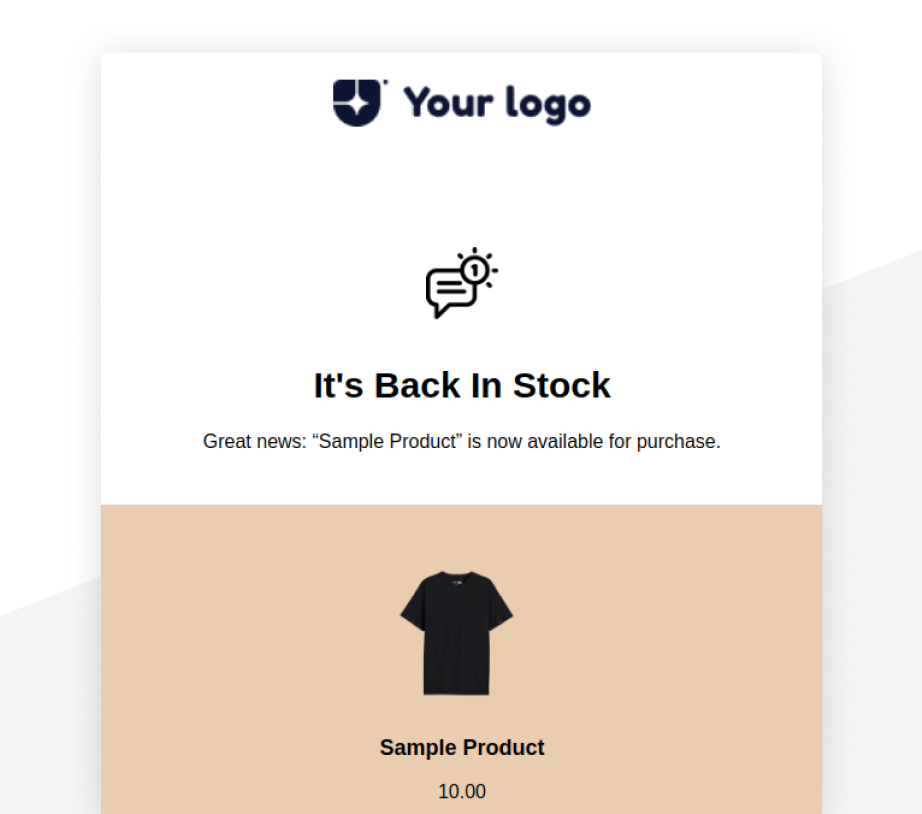 Your logo
1
It's Back In Stock
Great news: “Sample Product” is now available for purchase.
Sample Product
10.00